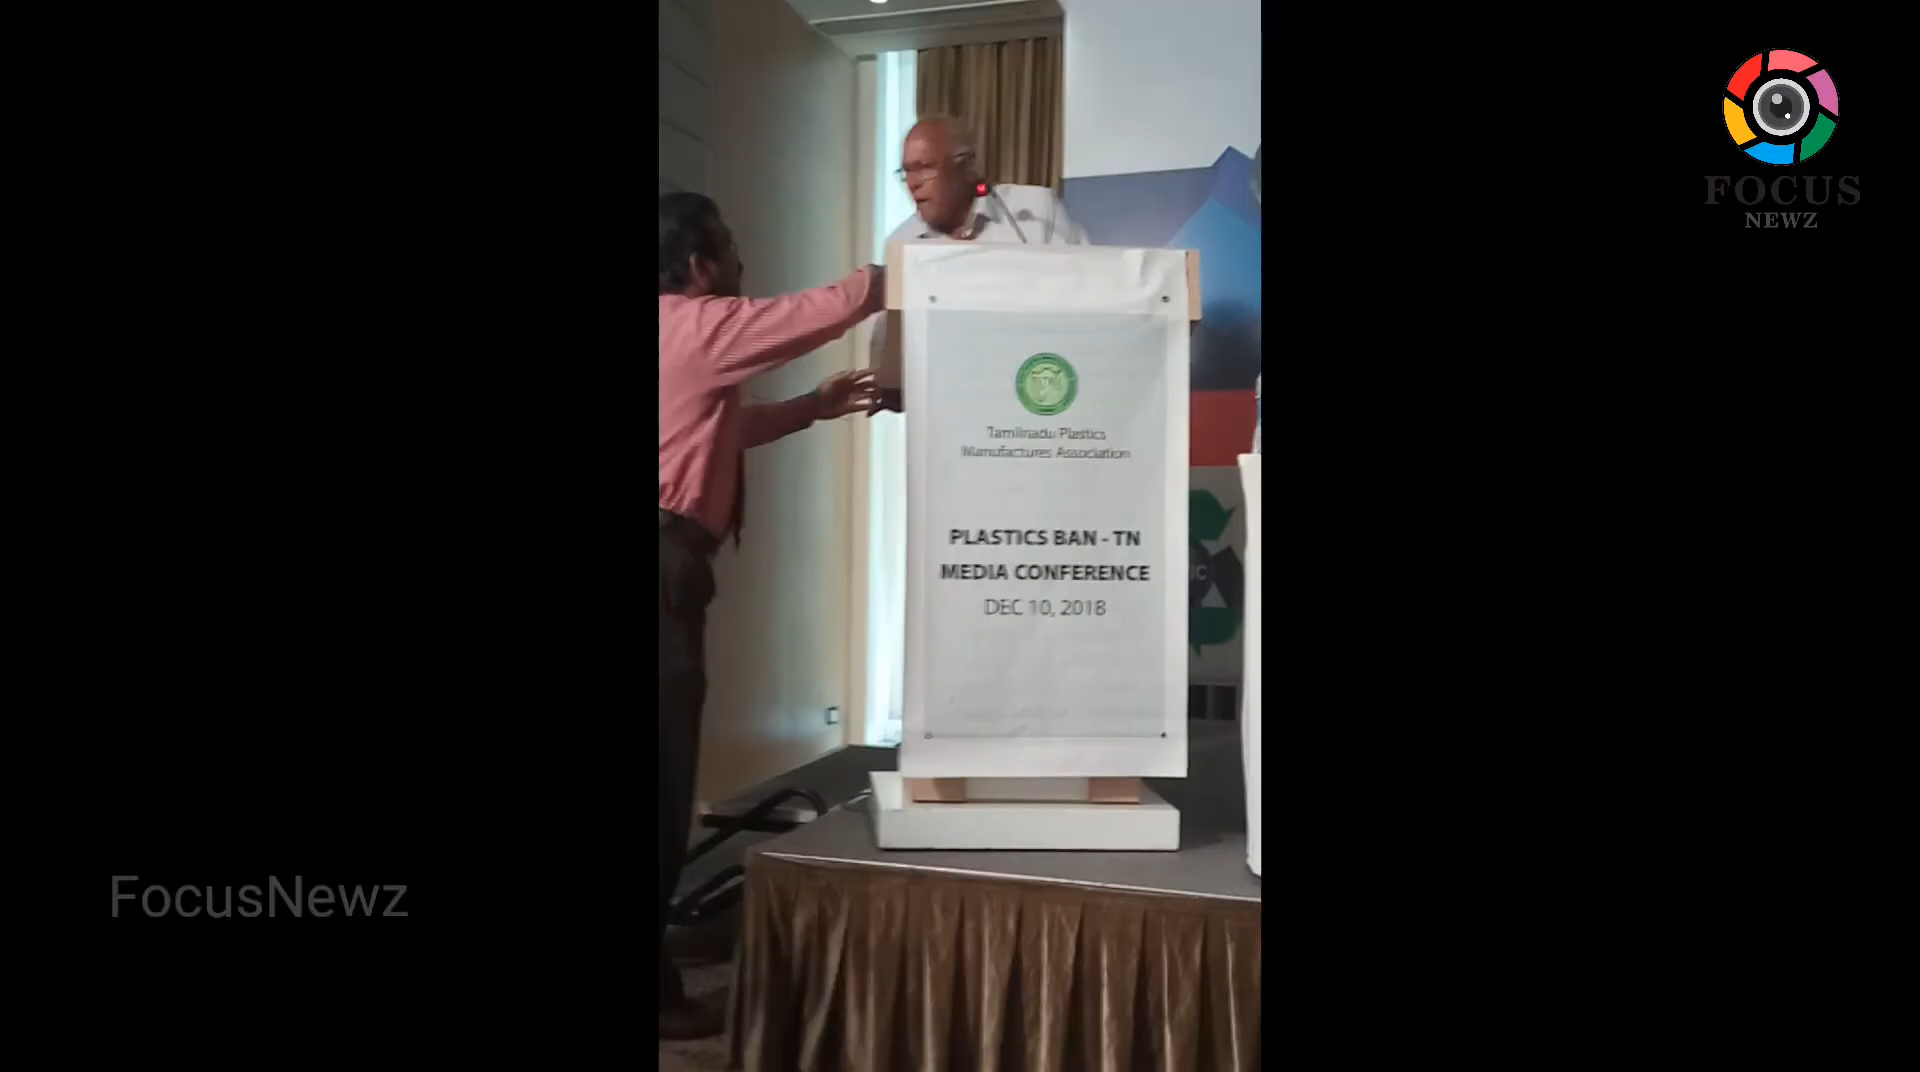 FOCUS
NEWZ
Tamilnadu Plastics
Manufactures Association
PLASTICS BAN - TN
MEDIA CONFERENCE
DEC 10, 2018
FocusNewz